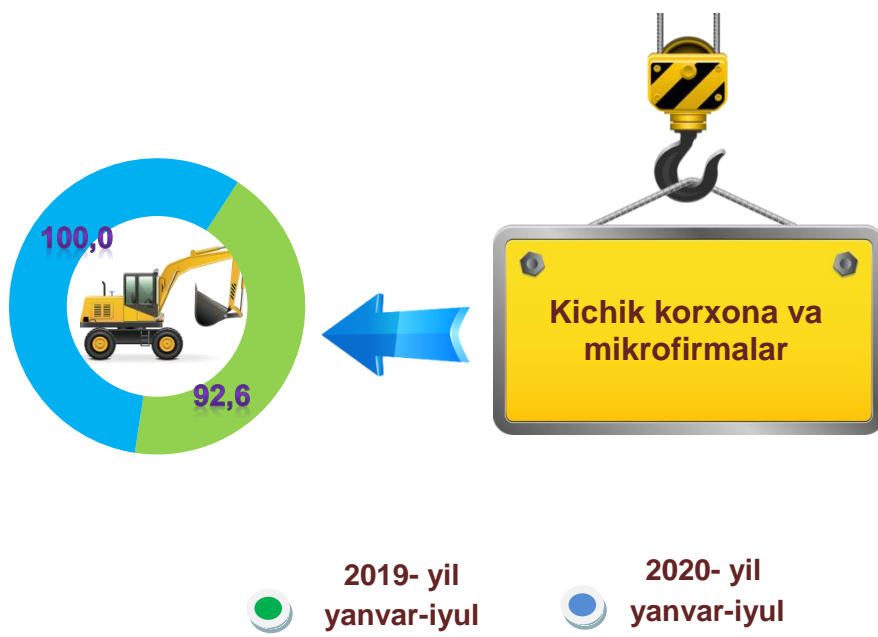 100,0
Kichik korxona va
mikrofirmalar
92,6
2019- yil
yanvar-iyul
2020- yil
yanvar-iyul